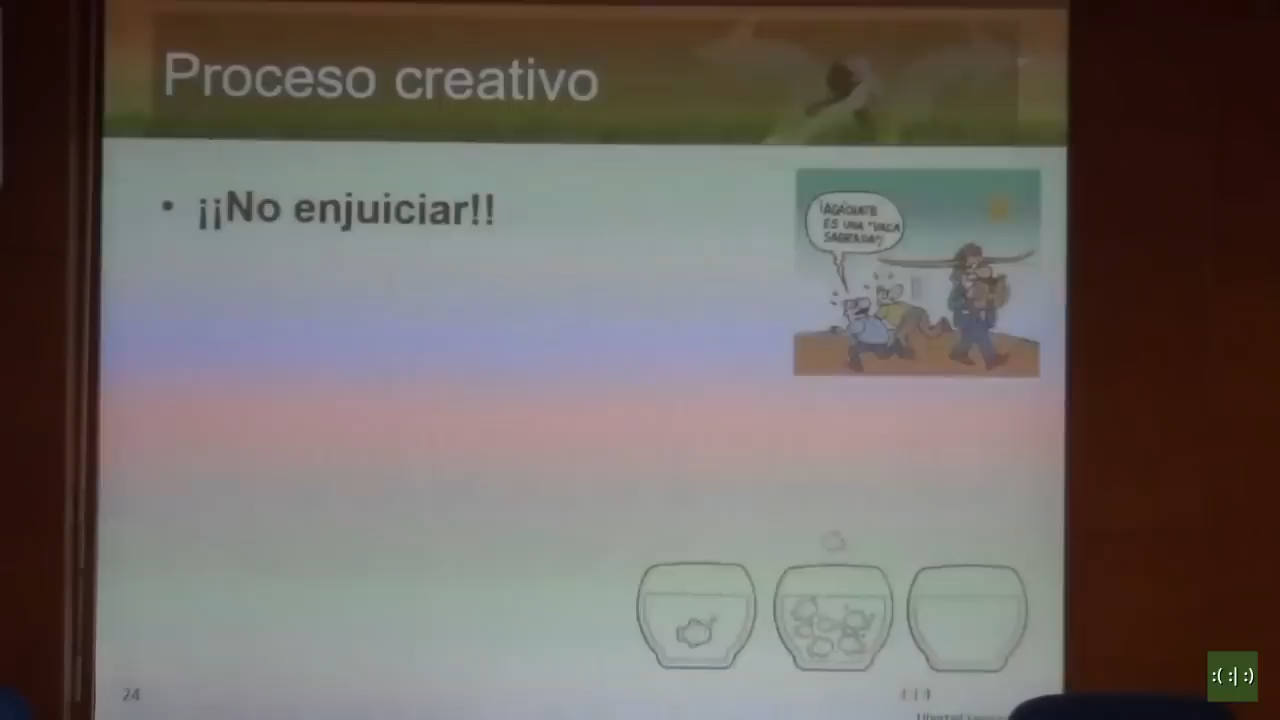 Proceso creativo
• ¡¡No enjuiciar!!
¡AGÁCHATE
ES UNA "VACA
SAGRADA"!
24
:( :| :)